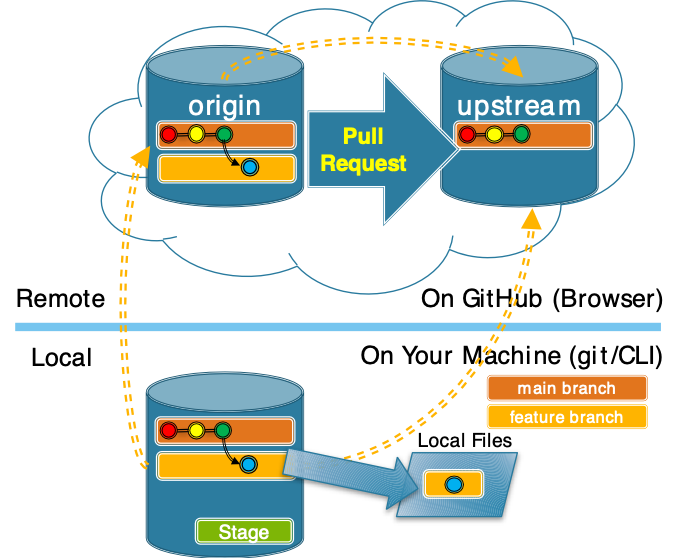 origin
upstream
Pull
Request
Remote
On GitHub (Browser)
Local
On Your Machine (git/CLI)
main branch
feature branch
Local Files
Stage